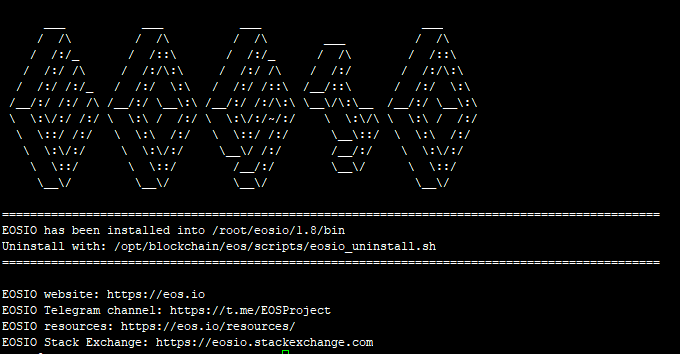 EOSIO
==============================================================================================
EOSIO has been installed into /root/eosio/1.8/bin
Uninstall with: /opt/blockchain/eos/scripts/eosio_uninstall.sh
==============================================================================================
EOSIO website: https://eos.io
EOSIO Telegram channel: https://t.me/EOSProject
EOSIO resources: https://eos.io/resources/
EOSIO Stack Exchange: https://eosio.stackexchange.com